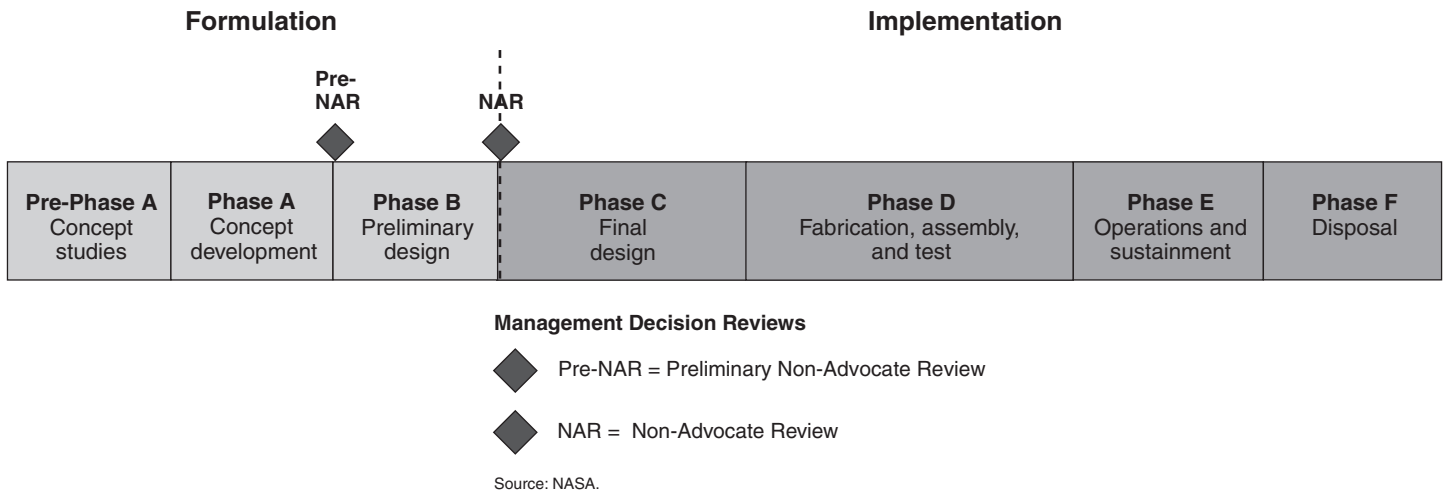 Formulation
Implementation
Pre-
NAR
NAR
Pre-Phase A
Concept
studies
Phase A
Concept
development
Phase B
Preliminary
design
Phase C
Final
design
Phase D
Fabrication, assembly,
and test
Phase E
Operations and
sustainment
Phase F
Disposal
Management Decision Reviews
Pre-NAR = Preliminary Non-Advocate Review
NAR = Non-Advocate Review
Source: NASA.